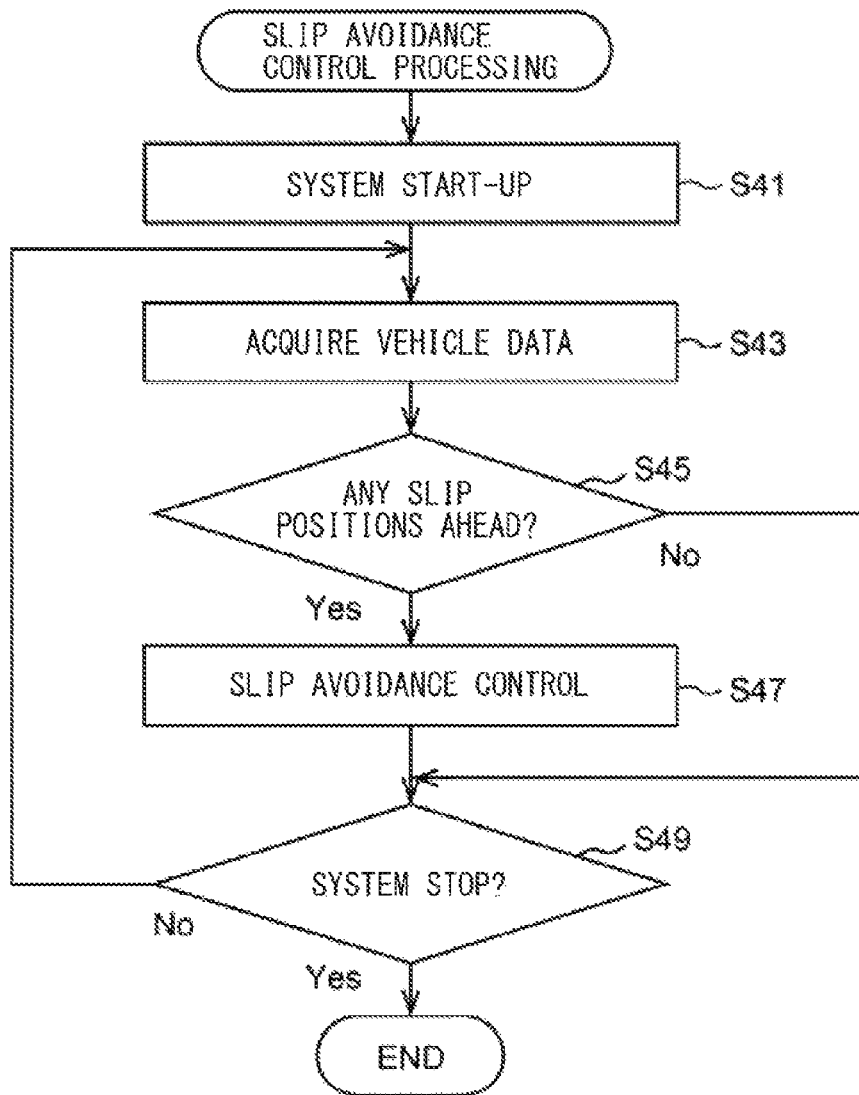 SLIP AVOIDANCE
CONTROL PROCESSING
SYSTEM START-UP
S41
ACQUIRE VEHICLE DATA
S43
S45
ANY SLIP
POSITIONS AHEAD?
No
Yes
SLIP AVOIDANCE CONTROL
S47
S49
SYSTEM STOP?
No
Yes
END